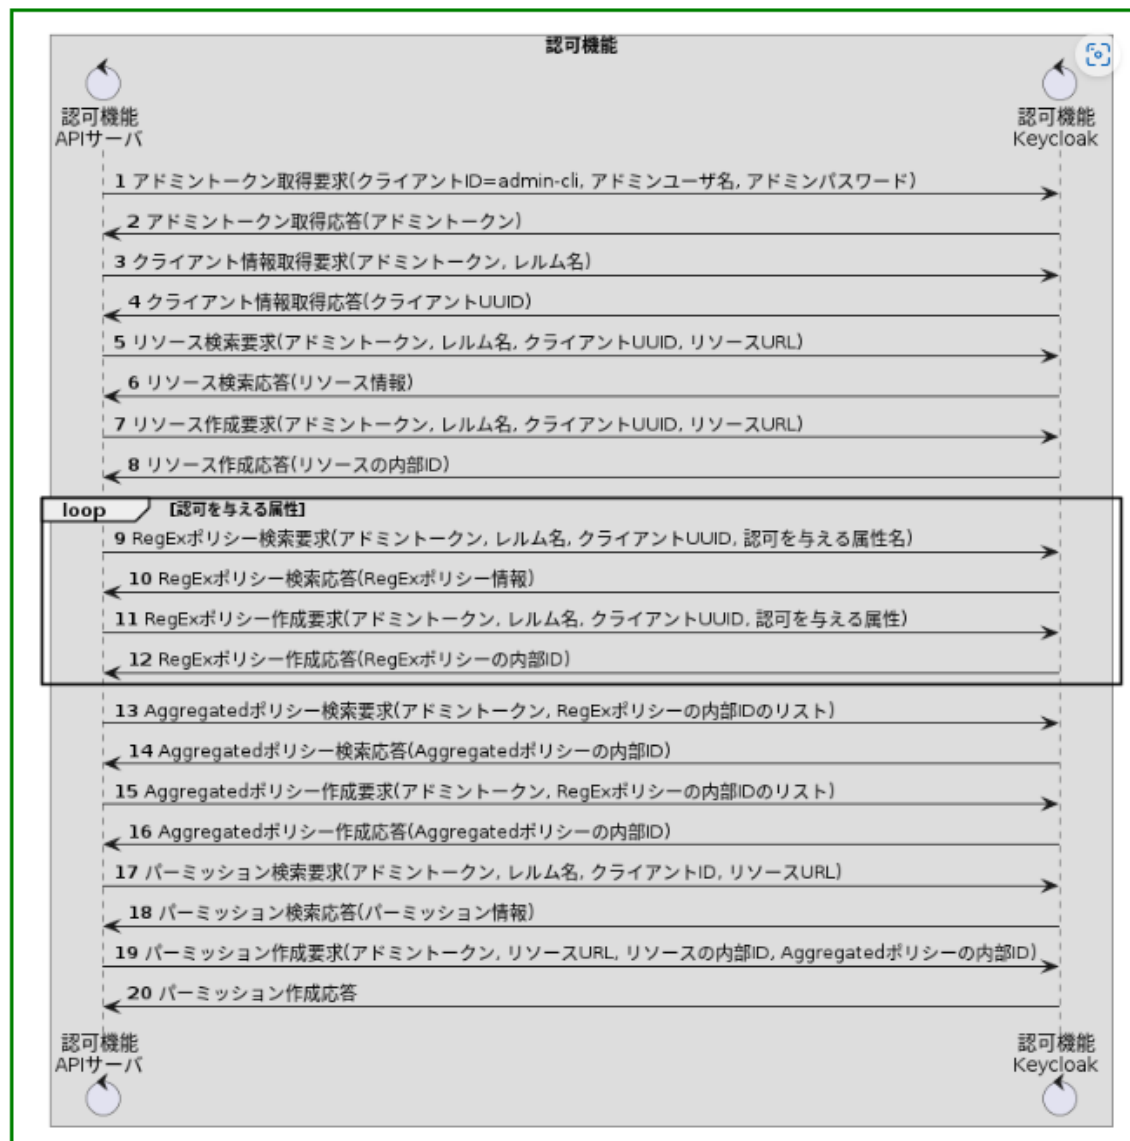 認可機能
認可機能
APIサーバ
認可機能
Keycloak
1 アドミントークン取得要求(クライアントID=admin-cli, アドミンユーザ名, アドミンパスワード)
2 アドミントークン取得応答(アドミントークン)
3 クライアント情報取得要求(アドミントークン, レルム名)
4 クライアント情報取得応答(クライアントUUID)
5 リソース検索要求(アドミントークン, レルム名, クライアントUUID, リソースURL)
6 リソース検索応答(リソース情報)
7 リソース作成要求(アドミントークン, レルム名, クライアントUUID, リソースURL)
8 リソース作成応答(リソースの内部ID)
loop [認可を与える属性]
9 RegExポリシー検索要求(アドミントークン, レルム名, クライアントUUID, 認可を与える属性名)
10 RegExポリシー検索応答(RegExポリシー情報)
11 RegExポリシー作成要求(アドミントークン, レルム名, クライアントUUID, 認可を与える属性)
12 RegExポリシー作成応答(RegExポリシーの内部ID)
13 Aggregatedポリシー検索要求(アドミントークン, RegExポリシーの内部IDのリスト)
14 Aggregatedポリシー検索応答(Aggregatedポリシーの内部ID)
15 Aggregatedポリシー作成要求(アドミントークン, RegExポリシーの内部IDのリスト)
16 Aggregatedポリシー作成応答(Aggregatedポリシーの内部ID)
17 パーミッション検索要求(アドミントークン, レルム名, クライアントID, リソースURL)
18 パーミッション検索応答(パーミッション情報)
19 パーミッション作成要求(アドミントークン, リソースURL, リソースの内部ID, Aggregatedポリシーの内部ID)
20 パーミッション作成応答
認可機能
APIサーバ
認可機能
Keycloak